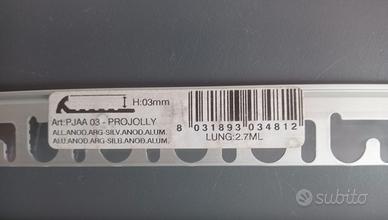 H:03mm
Art:PJAA 03 - PROJOLLY
ALL.ANOD.ARG-SILV.ANOD.ALUM.
ALU.ANOD.ARG-SILB.ANOD.ALUM.
8 031893 034812
LUNG:2.7ML
subito